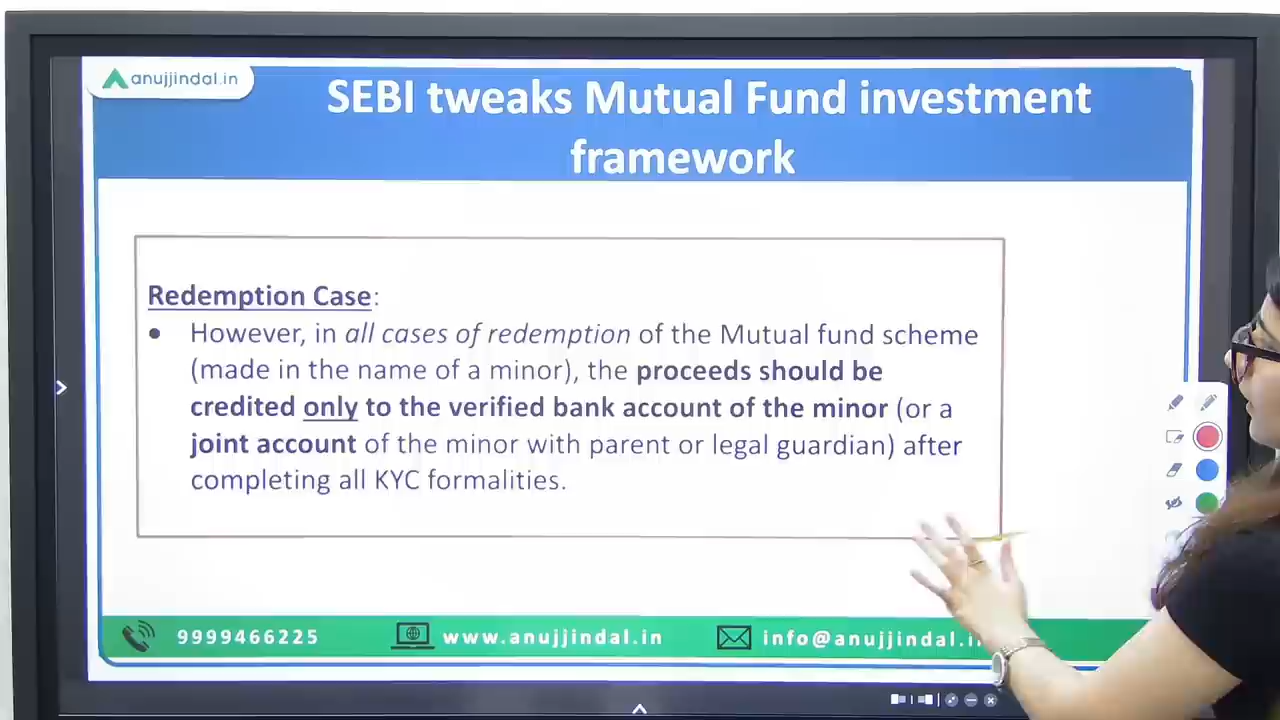 anujjindal.in
SEBI tweaks Mutual Fund investment
framework
Redemption Case:
• However, in all cases of redemption of the Mutual fund scheme
(made in the name of a minor), the proceeds should be
credited only to the verified bank account of the minor (or a
joint account of the minor with parent or legal guardian) after
completing all KYC formalities.
9999466225
www.anujjindal.in
info@anujjindal.i